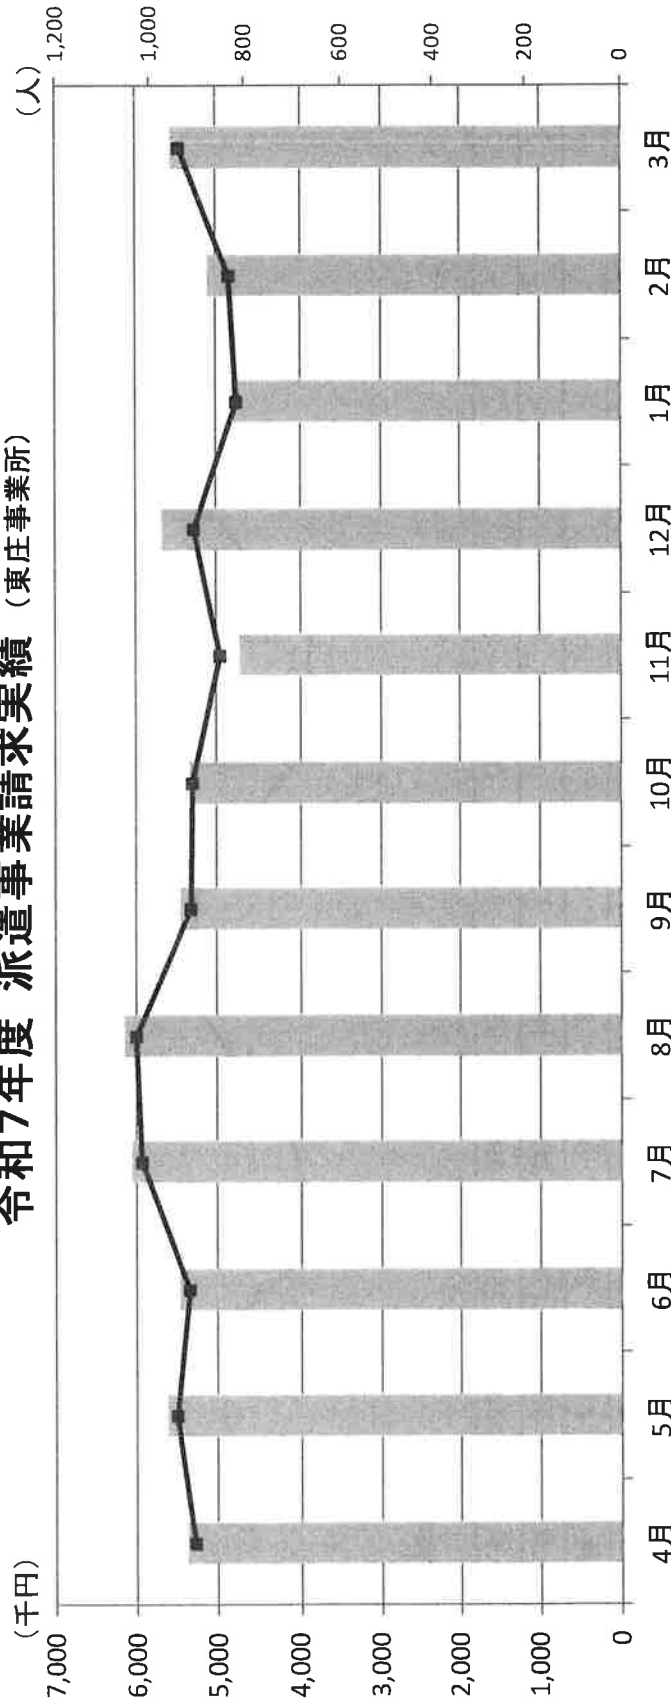 令和7年度 派遣事業請求実績(東庄事業所)
(千円)
(人)
7,000
6,000
5,000
4,000
3,000
2,000
1,000
0
1,200
1,000
800
600
400
200
0
4月
5月
6月
7月
8月
9月
10月
11月
12月
1月
2月
3月